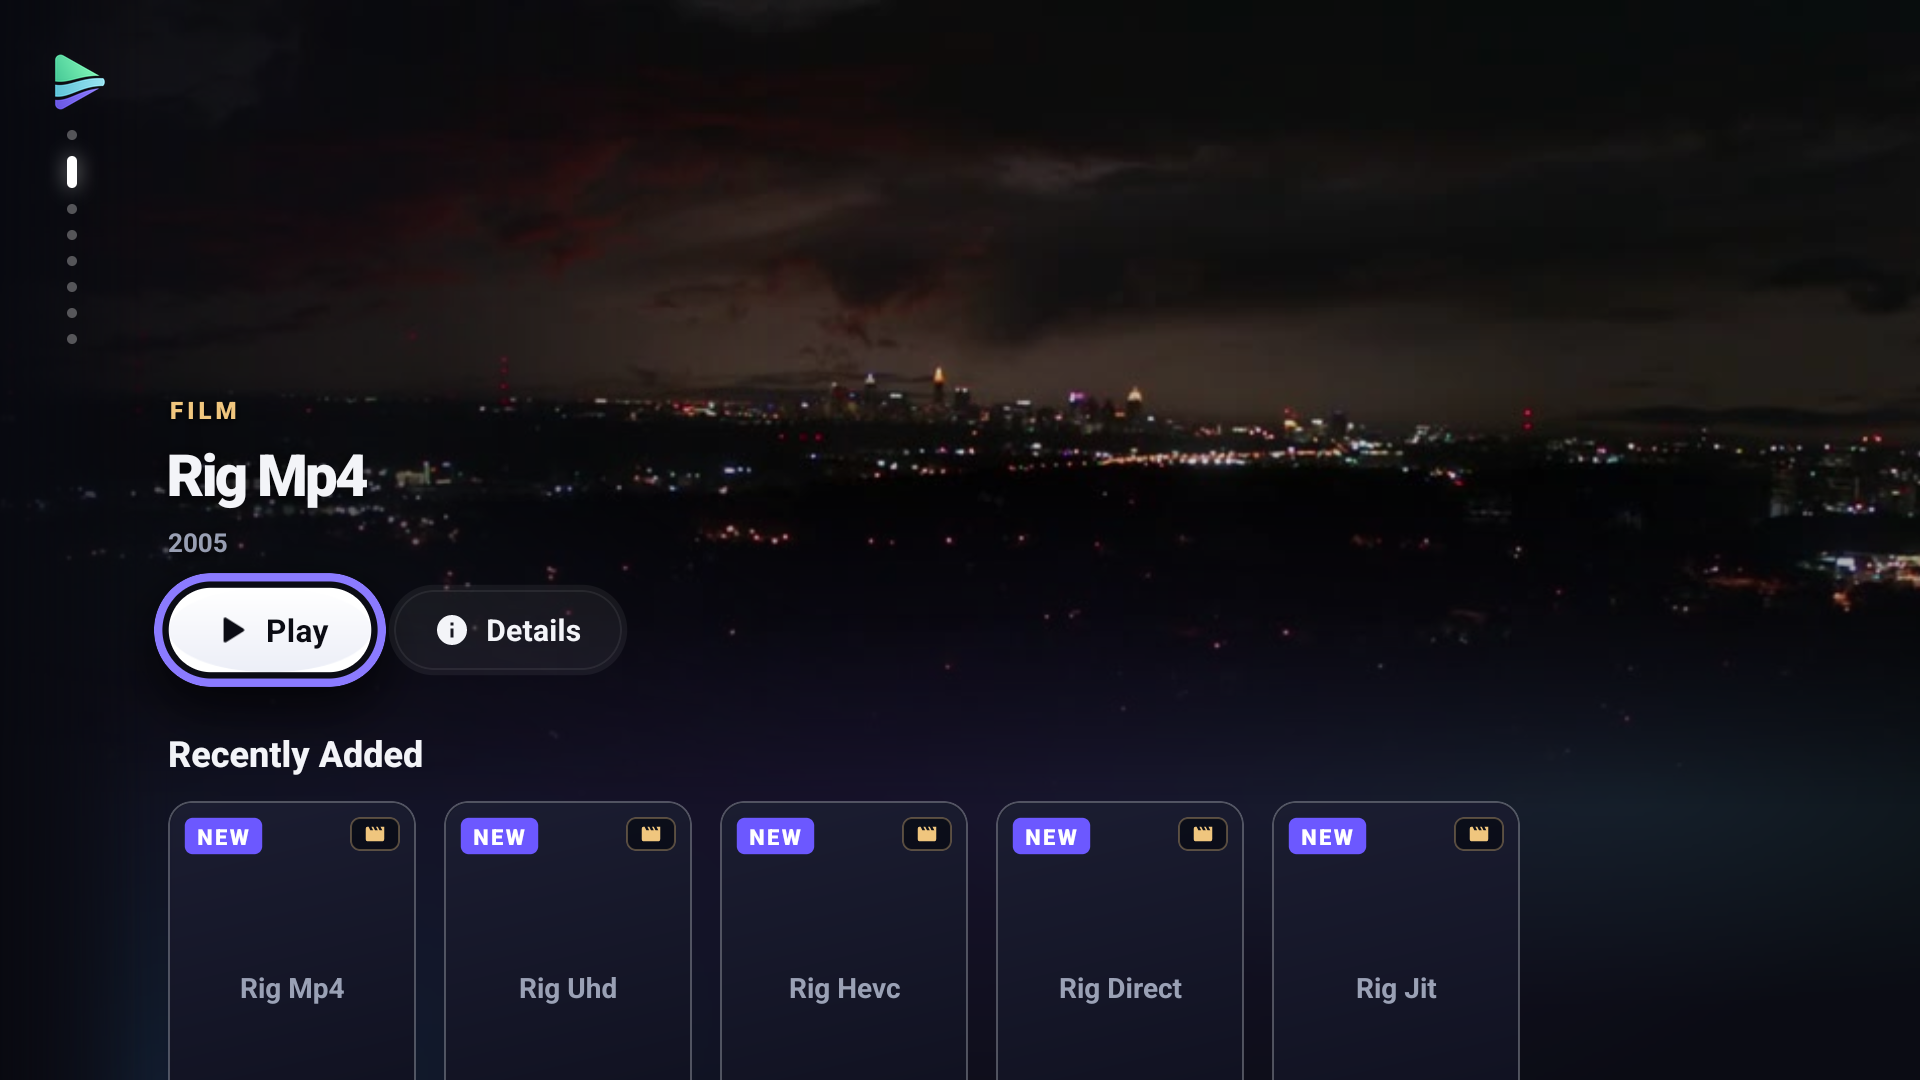 FILM
Rig Mp4
2005
Play
Details
Recently Added
NEW
NEW
NEW
NEW
NEW
Rig Mp4
Rig Uhd
Rig Hevc
Rig Direct
Rig Jit